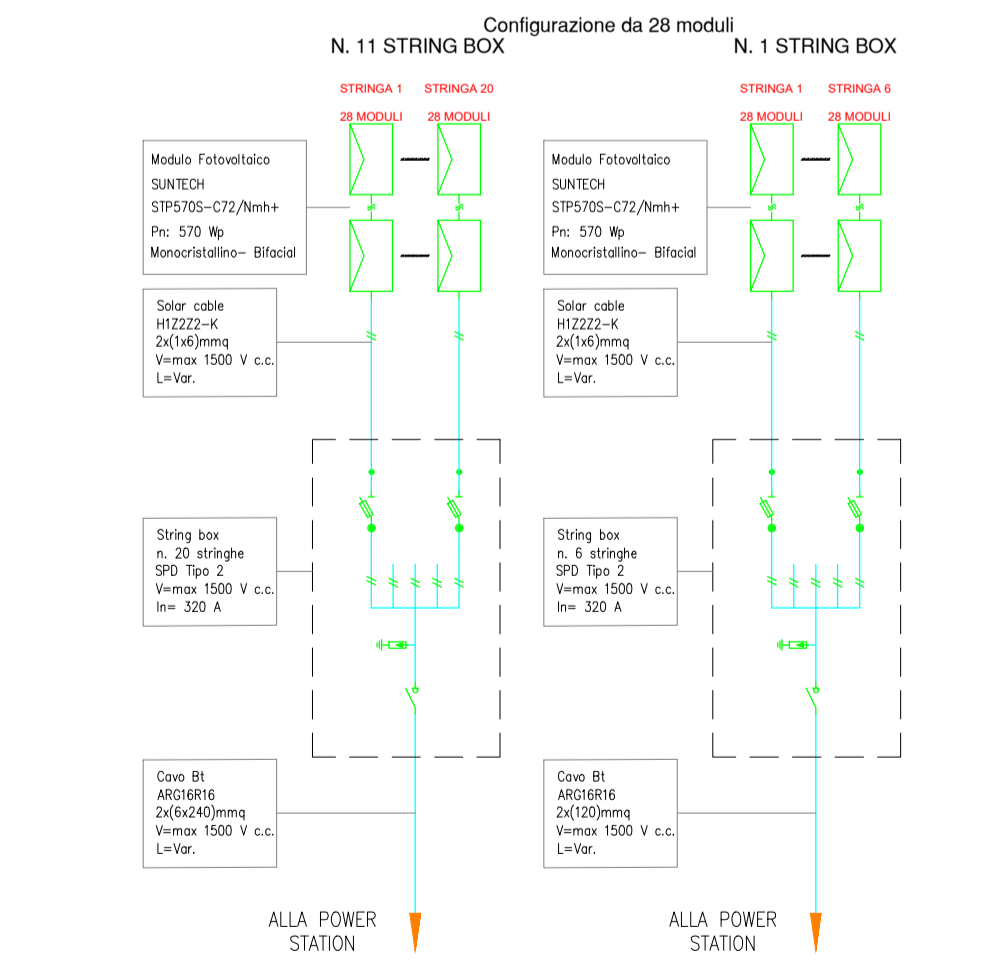 Configurazione da 28 moduli
N. 11 STRING BOX
STRINGA 1
STRINGA 20
28 MODULI
28 MODULI
Modulo Fotovoltaico
SUNTECH
STP570S-C72/Nmh+
Pn: 570 Wp
Monocristallino- Bifacial
Solar cable
H1Z2Z2-K
2x(1x6)mmq
V=max 1500 V c.c.
L=Var.
String box
n. 20 stringhe
SPD Tipo 2
V=max 1500 V c.c.
In= 320 A
Cavo Bt
ARG16R16
2x(6x240)mmq
V=max 1500 V c.c.
L=Var.
ALLA POWER
STATION
N. 1 STRING BOX
STRINGA 1
STRINGA 6
28 MODULI
28 MODULI
Modulo Fotovoltaico
SUNTECH
STP570S-C72/Nmh+
Pn: 570 Wp
Monocristallino- Bifacial
Solar cable
H1Z2Z2-K
2x(1x6)mmq
V=max 1500 V c.c.
L=Var.
String box
n. 6 stringhe
SPD Tipo 2
V=max 1500 V c.c.
In= 320 A
Cavo Bt
ARG16R16
2x(120)mmq
V=max 1500 V c.c.
L=Var.
ALLA POWER
STATION